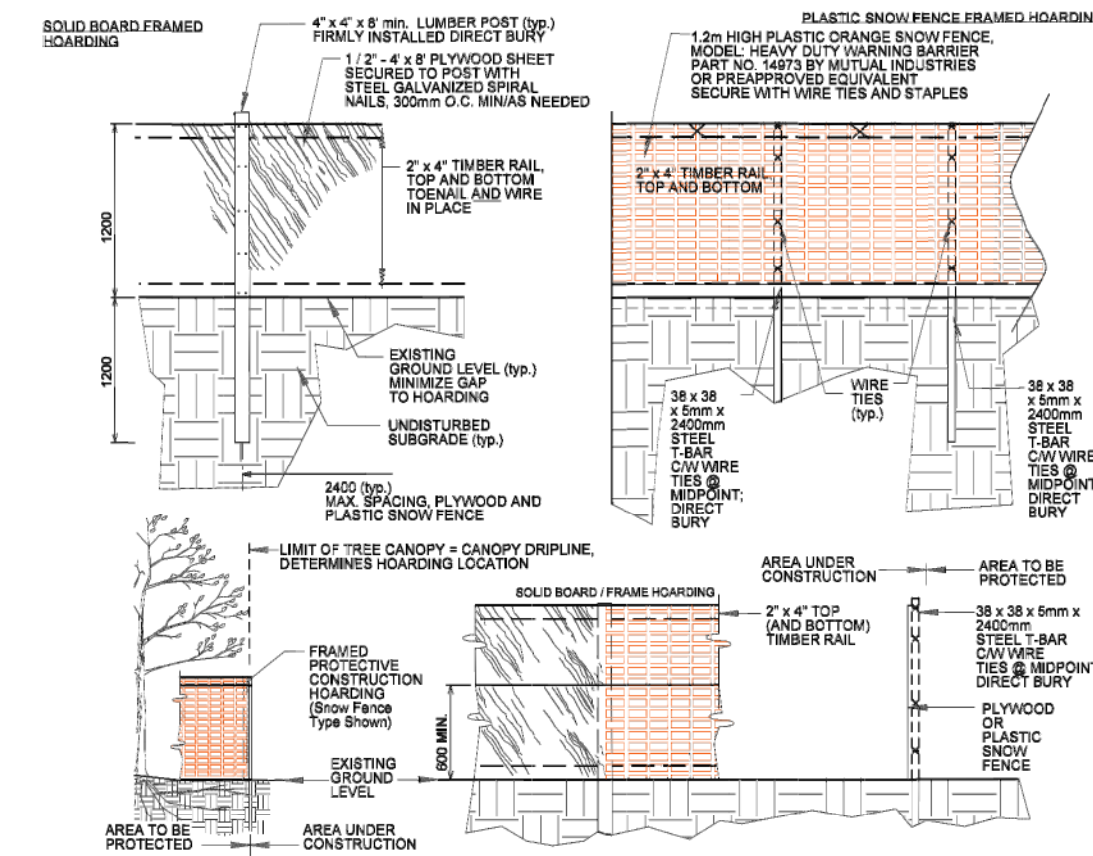 SOLID BOARD FRAMED
HOARDING
4" x 4" x 8' min. LUMBER POST (typ.)
FIRMLY INSTALLED DIRECT BURY
1 / 2" - 4' x 8' PLYWOOD SHEET
SECURED TO POST WITH
STEEL GALVANIZED SPIRAL
NAILS, 300mm O.C. MIN/AS NEEDED
2" x 4" TIMBER RAIL,
TOP AND BOTTOM
TOENAIL AND WIRE
IN PLACE
1200
1200
EXISTING
GROUND LEVEL (typ.)
MINIMIZE GAP
TO HOARDING
UNDISTURBED
SUBGRADE (typ.)
2400 (typ.)
MAX. SPACING, PLYWOOD AND
PLASTIC SNOW FENCE
PLASTIC SNOW FENCE FRAMED HOARDIN
1.2m HIGH PLASTIC ORANGE SNOW FENCE,
MODEL: HEAVY DUTY WARNING BARRIER
PART NO. 14973 BY MUTUAL INDUSTRIES
OR PREAPPROVED EQUIVALENT
SECURE WITH WIRE TIES AND STAPLES
2" x 4" TIMBER RAIL,
TOP AND BOTTOM
38 x 38
x 5mm x
2400mm
STEEL
T-BAR
C/W WIRE
TIES @
MIDPOINT;
DIRECT
BURY
WIRE
TIES
(typ.)
38 x 38
x 5mm x
2400mm
STEEL
T-BAR
C/W WIRE
TIES @
MIDPOINT
DIRECT
BURY
LIMIT OF TREE CANOPY = CANOPY DRIPLINE,
DETERMINES HOARDING LOCATION
FRAMED
PROTECTIVE
CONSTRUCTION
HOARDING
(Snow Fence
Type Shown)
EXISTING
GROUND
LEVEL
AREA TO BE
PROTECTED
AREA UNDER
CONSTRUCTION
SOLID BOARD / FRAME HOARDING
2" x 4" TOP
(AND BOTTOM)
TIMBER RAIL
600 MIN.
AREA UNDER
CONSTRUCTION
AREA TO BE
PROTECTED
38 x 38 x 5mm x
2400mm
STEEL T-BAR
C/W WIRE
TIES @ MIDPOINT
DIRECT BURY
PLYWOOD
OR
PLASTIC
SNOW
FENCE